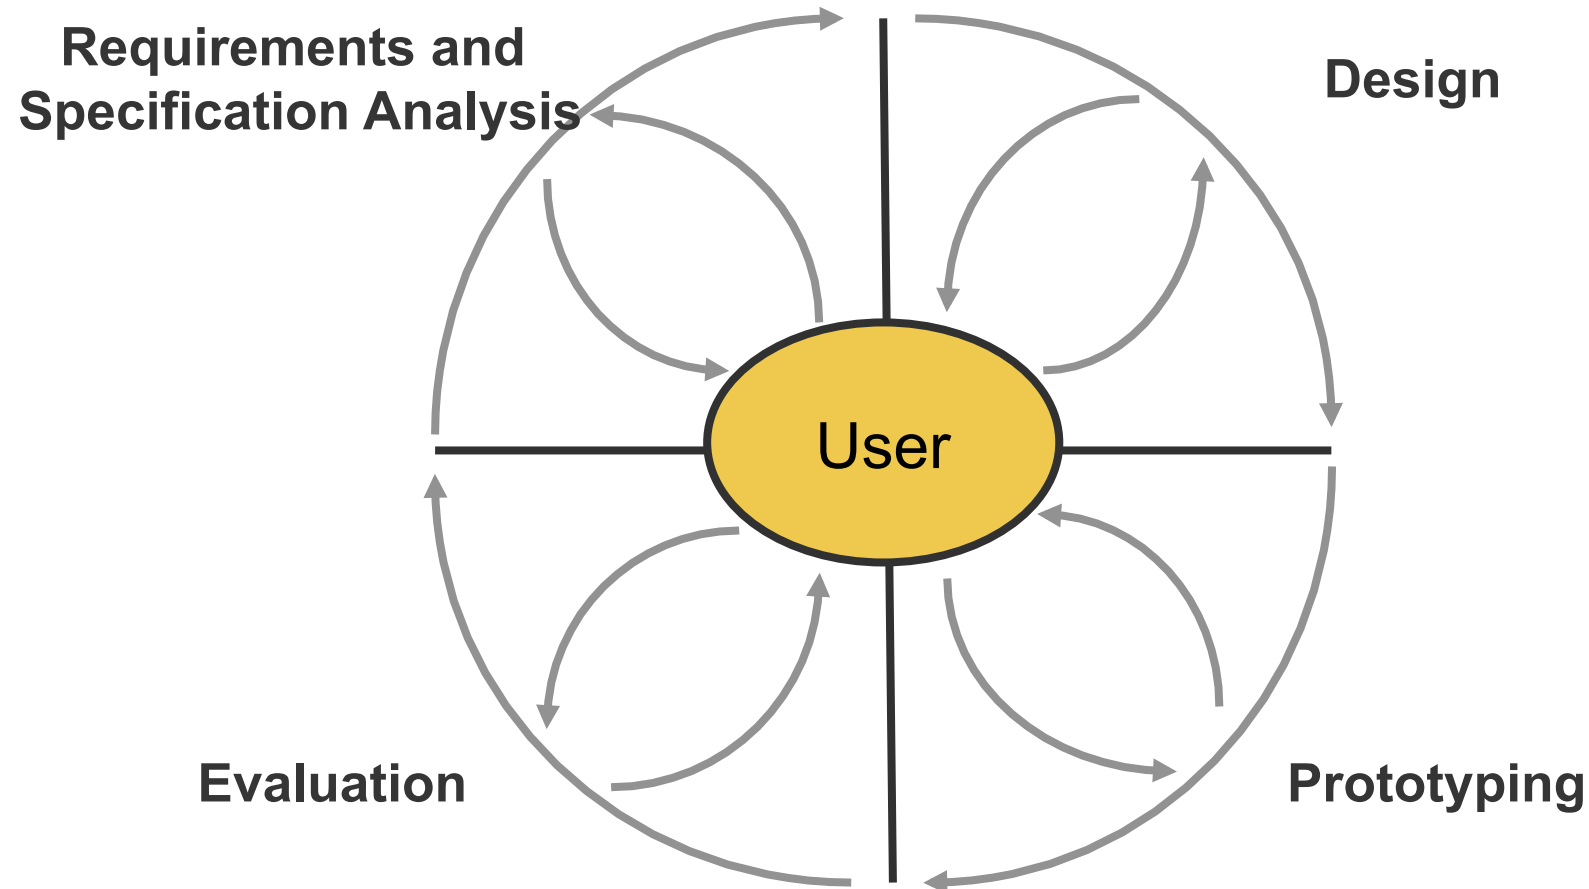 Requirements and
Specification Analysis
Design
User
Evaluation
Prototyping